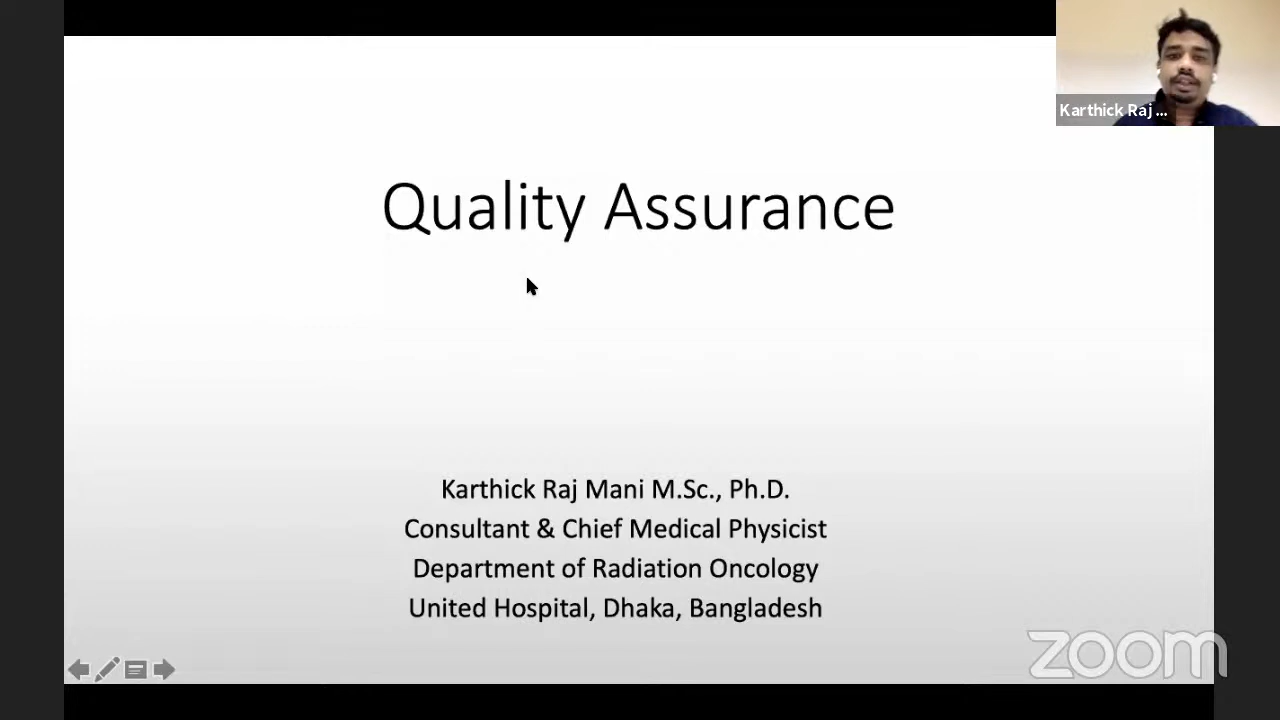 Karthick Raj ...
Quality Assurance
Karthick Raj Mani M.Sc., Ph.D.
Consultant & Chief Medical Physicist
Department of Radiation Oncology
United Hospital, Dhaka, Bangladesh
zoom